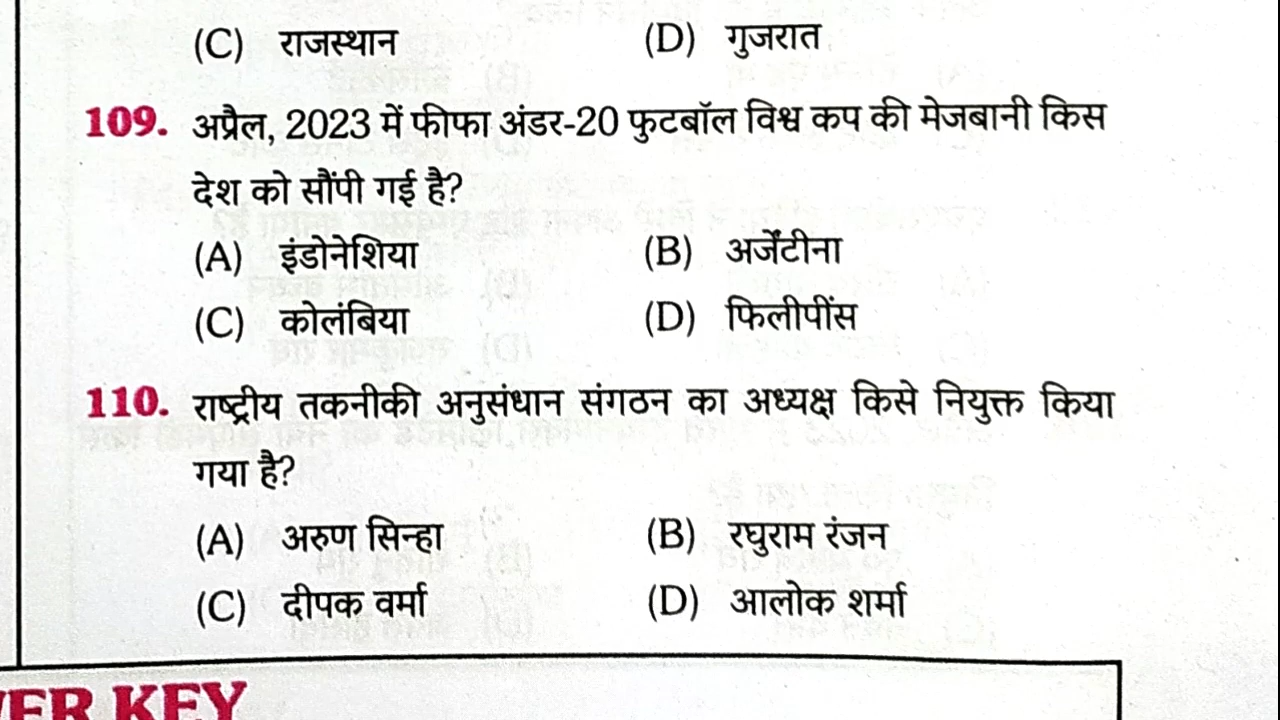 (C) राजस्थान (D) गुजरात
109. अप्रैल, 2023 में फीफा अंडर-20 फुटबॉल विश्व कप की मेजबानी किस
देश को सौंपी गई है?
(A) इंडोनेशिया (B) अर्जेंटीना
(C) कोलंबिया (D) फिलीपींस
110. राष्ट्रीय तकनीकी अनुसंधान संगठन का अध्यक्ष किसे नियुक्त किया
गया है?
(A) अरुण सिन्हा (B) रघुराम रंजन
(C) दीपक वर्मा (D) आलोक शर्मा
ER KEY